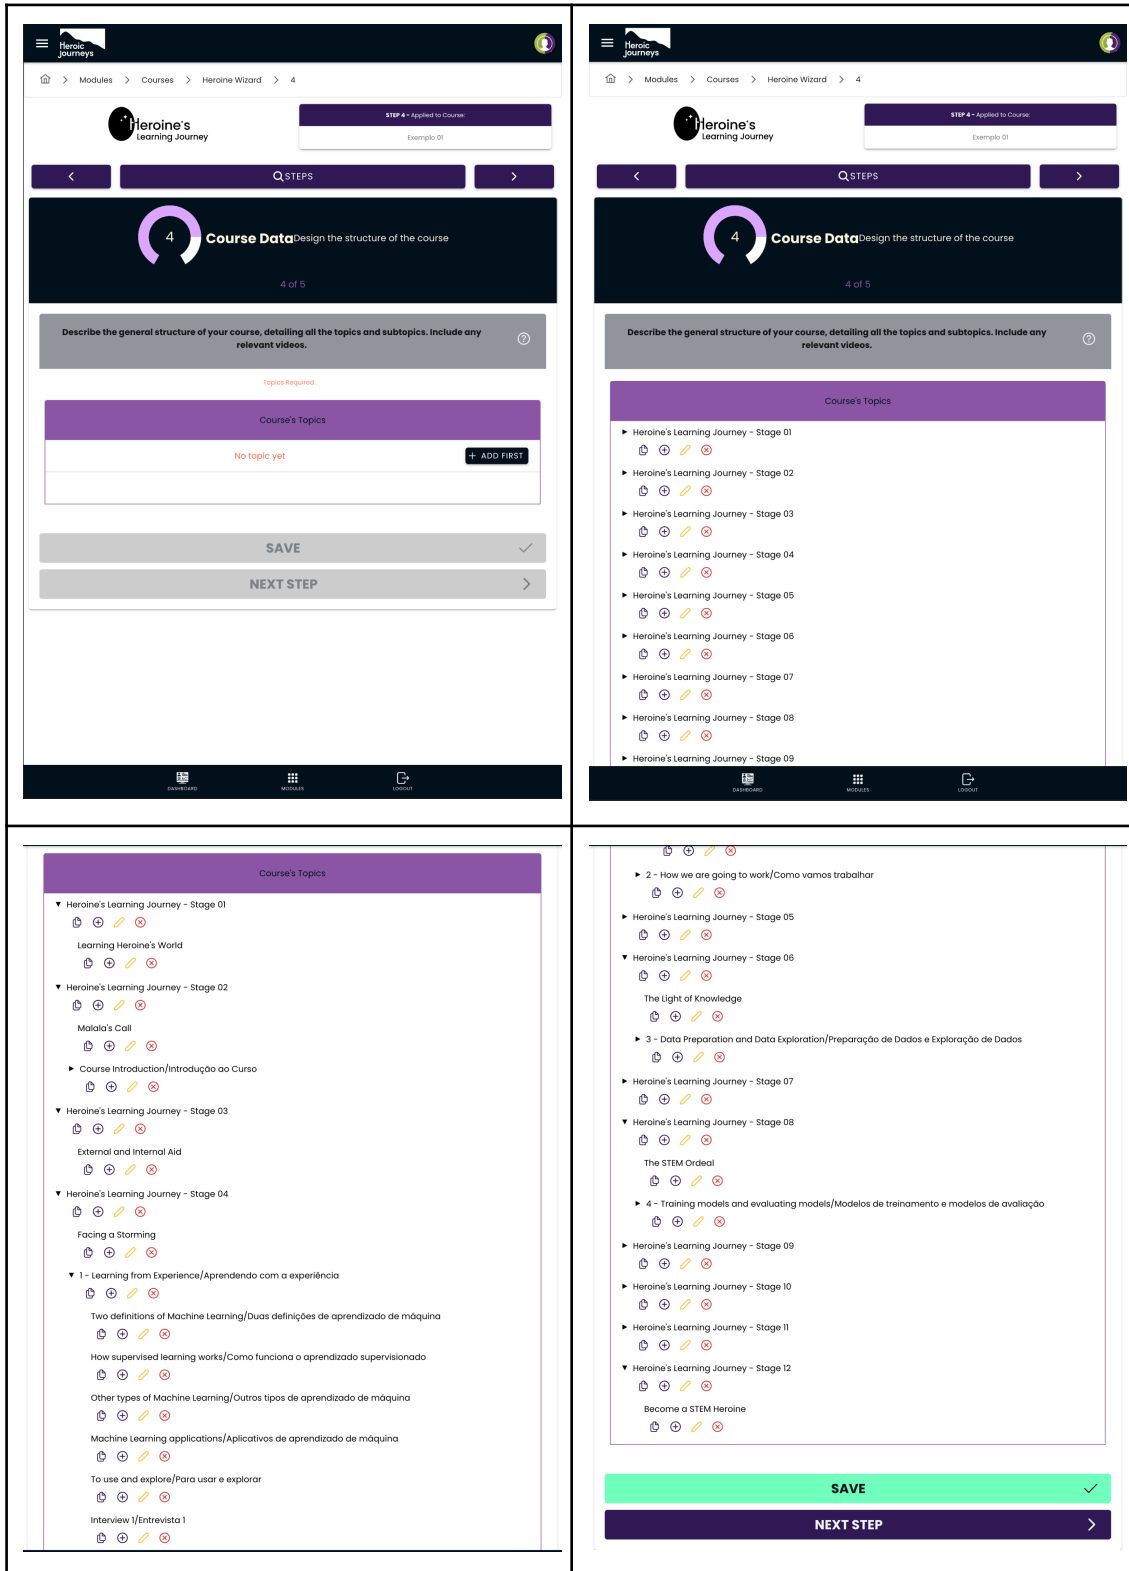 Heroic
journeys
Modules > Courses > Heroine Wizard > 4
Heroine's
Learning Journey
STEP 4 - Applied to Course:
Exemplo 01
STEPS
4
Course Data Design the structure of the course
4 of 5
Describe the general structure of your course, detailing all the topics and subtopics. Include any
relevant videos.
Topics Required .
Course's Topics
No topic yet
+ ADD FIRST
SAVE
NEXT STEP
DASHBOARD
MODULES
LOGOUT
Heroic
journeys
Modules > Courses > Heroine Wizard > 4
Heroine's
Learning Journey
STEP 4 - Applied to Course:
Exemplo 01
STEPS
4
Course Data Design the structure of the course
4 of 5
Describe the general structure of your course, detailing all the topics and subtopics. Include any
relevant videos.
Course's Topics
Heroine's Learning Journey - Stage 01
Heroine's Learning Journey - Stage 02
Heroine's Learning Journey - Stage 03
Heroine's Learning Journey - Stage 04
Heroine's Learning Journey - Stage 05
Heroine's Learning Journey - Stage 06
Heroine's Learning Journey - Stage 07
Heroine's Learning Journey - Stage 08
Heroine's Learning Journey - Stage 09
DASHBOARD
MODULES
LOGOUT
Course's Topics
Heroine's Learning Journey - Stage 01
Learning Heroine's World
Heroine's Learning Journey - Stage 02
Malala's Call
Course Introduction/Introdução ao Curso
Heroine's Learning Journey - Stage 03
External and Internal Aid
Heroine's Learning Journey - Stage 04
Facing a Storming
1 - Learning from Experience/Aprendendo com a experiência
Two definitions of Machine Learning/Duas definições de aprendizado de máquina
How supervised learning works/Como funciona o aprendizado supervisionado
Other types of Machine Learning/Outros tipos de aprendizado de máquina
Machine Learning applications/Aplicativos de aprendizado de máquina
To use and explore/Para usar e explorar
Interview 1/Entrevista 1
2 - How we are going to work/Como vamos trabalhar
Heroine's Learning Journey - Stage 05
Heroine's Learning Journey - Stage 06
The Light of Knowledge
3 - Data Preparation and Data Exploration/Preparação de Dados e Exploração de Dados
Heroine's Learning Journey - Stage 07
Heroine's Learning Journey - Stage 08
The STEM Ordeal
4 - Training models and evaluating models/Modelos de treinamento e modelos de avaliação
Heroine's Learning Journey - Stage 09
Heroine's Learning Journey - Stage 10
Heroine's Learning Journey - Stage 11
Heroine's Learning Journey - Stage 12
Become a STEM Heroine
SAVE
NEXT STEP